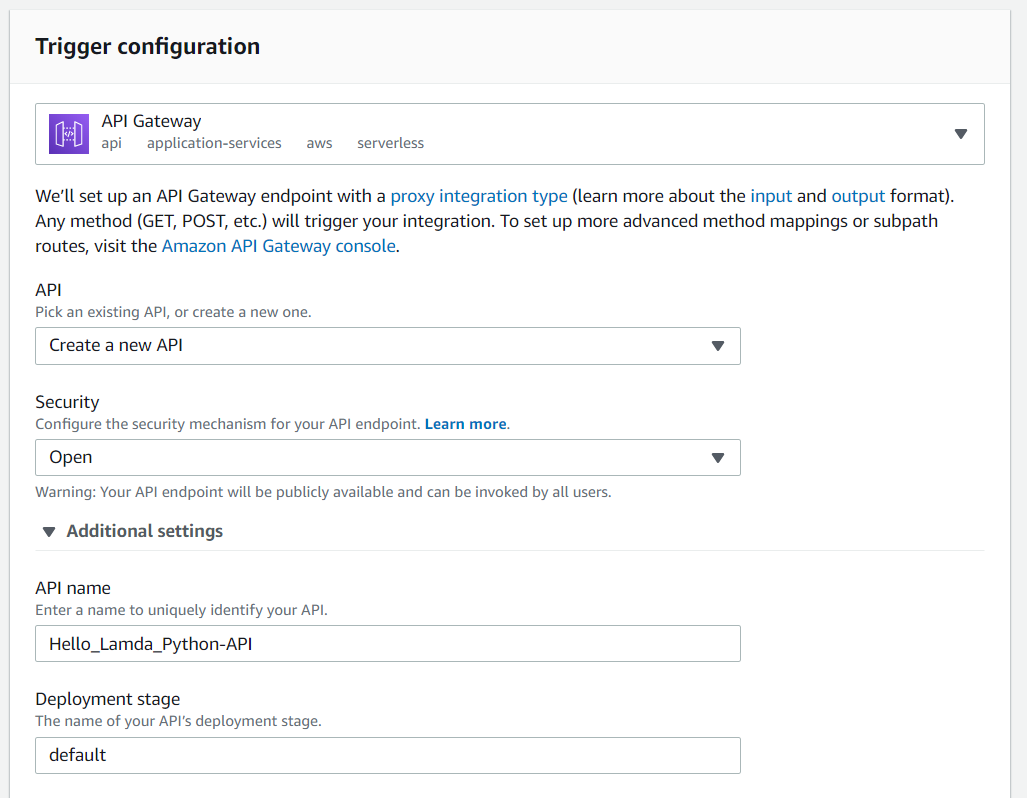 Trigger configuration
API Gateway
api application-services aws serverless
We’ll set up an API Gateway endpoint with a proxy integration type (learn more about the input and output format).
Any method (GET, POST, etc.) will trigger your integration. To set up more advanced method mappings or subpath
routes, visit the Amazon API Gateway console.
API
Pick an existing API, or create a new one.
Create a new API
Security
Configure the security mechanism for your API endpoint. Learn more.
Open
Warning: Your API endpoint will be publicly available and can be invoked by all users.
Additional settings
API name
Enter a name to uniquely identify your API.
Hello_Lamda_Python-API
Deployment stage
The name of your API’s deployment stage.
default